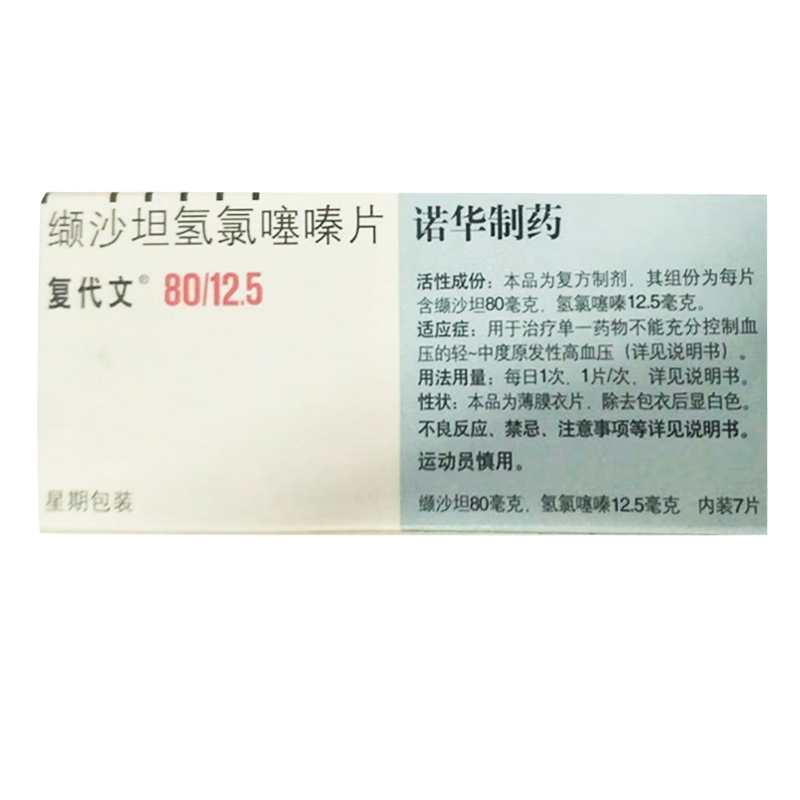 缬沙坦氢氯噻嗪片
复代文® 80/12.5
星期包装
诺华制药
活性成份：本品为复方制剂，其组份为每片
含缬沙坦80毫克，氢氯噻嗪12.5毫克。
适应症：用于治疗单一药物不能充分控制血
压的轻~中度原发性高血压（详见说明书）。
用法用量：每日1次，1片/次，详见说明书。
性状：本品为薄膜衣片，除去包衣后显白色。
不良反应、禁忌、注意事项等详见说明书。
运动员慎用。
缬沙坦80毫克，氢氯噻嗪12.5毫克 内装7片